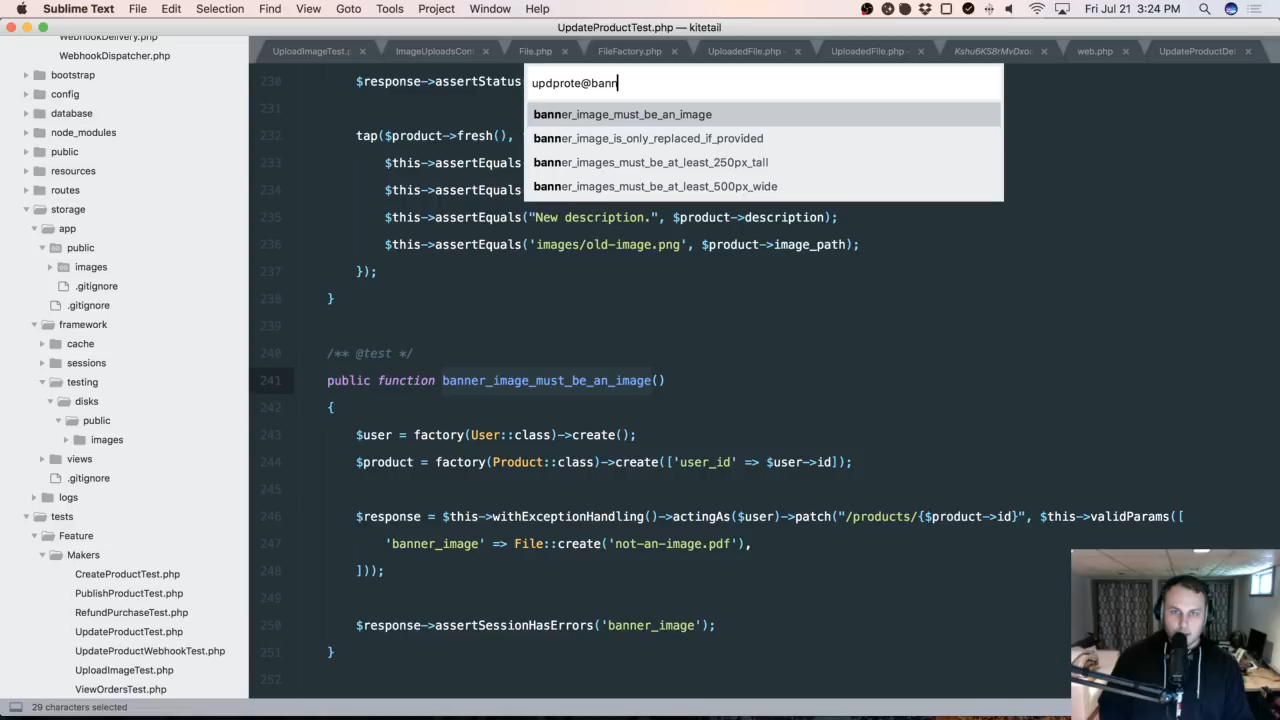 Sublime Text File Edit Selection Find View Goto Tools Project Window Help Fri Jul 21 3:24 PM
UpdateProductTest.php — kitetail
UploadImageTest.p ImageUploadsCont File.php FileFactory.php UploadedFile.php UploadedFile.php Kshu6KS8rMvDxo web.php UpdateProductDet
WebhookDelivery.php
WebhookDispatcher.php
bootstrap
config
database
node_modules
public
resources
routes
storage
app
public
images
.gitignore
.gitignore
framework
cache
sessions
testing
disks
public
images
views
.gitignore
logs
tests
Feature
Makers
CreateProductTest.php
PublishProductTest.php
RefundPurchaseTest.php
UpdateProductTest.php
UpdateProductWebhookTest.php
UploadImageTest.php
ViewOrdersTest.php
updprote@bann
banner_image_must_be_an_image
banner_image_is_only_replaced_if_provided
banner_images_must_be_at_least_250px_tall
banner_images_must_be_at_least_500px_wide
230 $response->assertStatus
231
232 tap($product->fresh(),
233 $this->assertEquals
234 $this->assertEquals
235 $this->assertEquals("New description.", $product->description);
236 $this->assertEquals('images/old-image.png', $product->image_path);
237 });
238 }
239
240 /** @test */
241 public function banner_image_must_be_an_image()
242 {
243 $user = factory(User::class)->create();
244 $product = factory(Product::class)->create(['user_id' => $user->id]);
245
246 $response = $this->withExceptionHandling()->actingAs($user)->patch("/products/{$product->id}", $this->validParams([
247 'banner_image' => File::create('not-an-image.pdf'),
248 ]));
249
250 $response->assertSessionHasErrors('banner_image');
251 }
252
29 characters selected